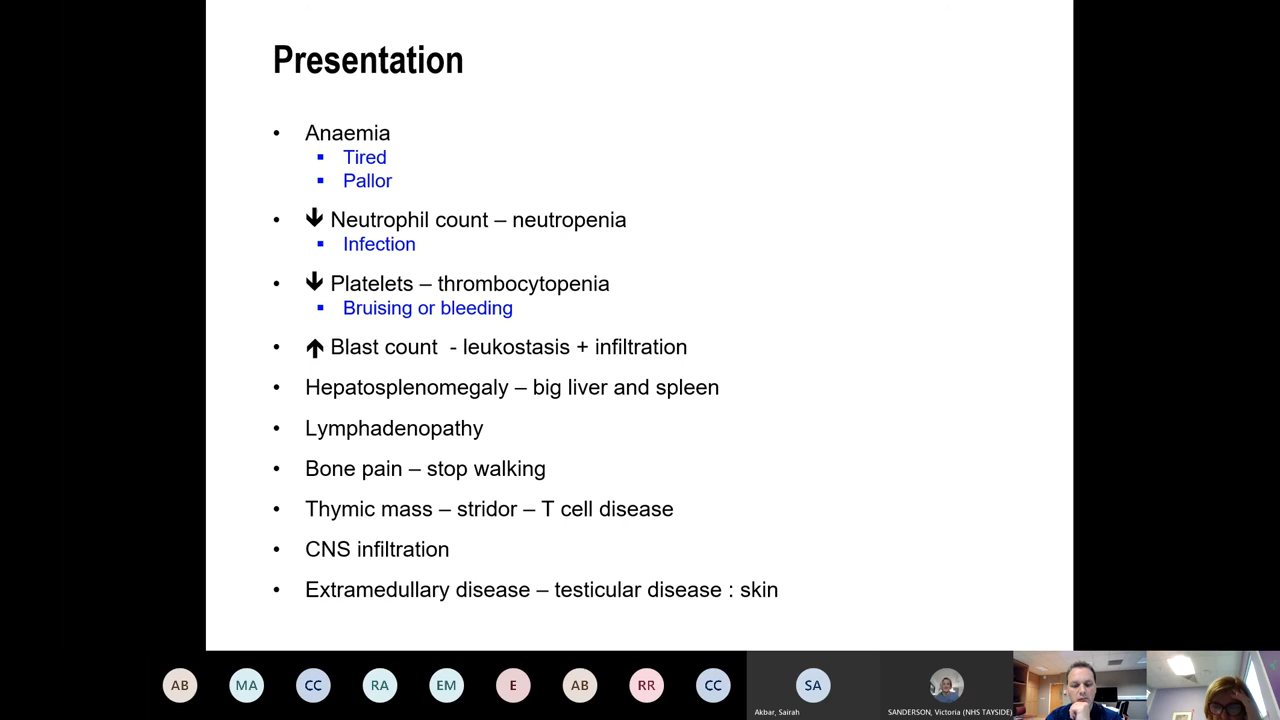 Presentation
• Anaemia
▪ Tired
▪ Pallor
• 🡫 Neutrophil count – neutropenia
▪ Infection
• 🡫 Platelets – thrombocytopenia
▪ Bruising or bleeding
• 🡩 Blast count - leukostasis + infiltration
• Hepatosplenomegaly – big liver and spleen
• Lymphadenopathy
• Bone pain – stop walking
• Thymic mass – stridor – T cell disease
• CNS infiltration
• Extramedullary disease – testicular disease : skin
AB MA CC RA EM E AB RR CC SA
Akbar, Sairah
SANDERSON, Victoria (NHS TAYSIDE)